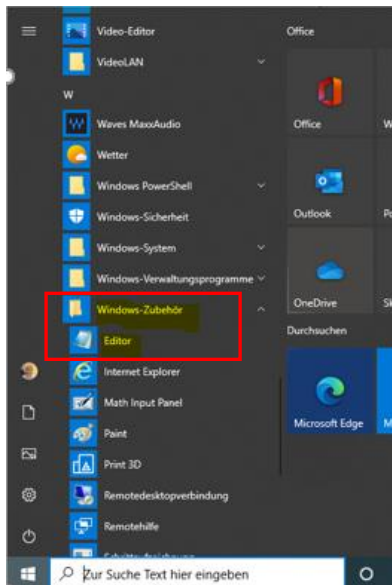 Video-Editor
VideoLAN
W
Waves MaxxAudio
Wetter
Windows PowerShell
Windows-Sicherheit
Windows-System
Windows-Verwaltungsprogramme
Windows-Zubehör
Editor
Internet Explorer
Math Input Panel
Paint
Print 3D
Remotedesktopverbindung
Remotehilfe
Zur Suche Text hier eingeben
Office
Office
W
Outlook
OneDrive
Durchsuchen
Microsoft Edge